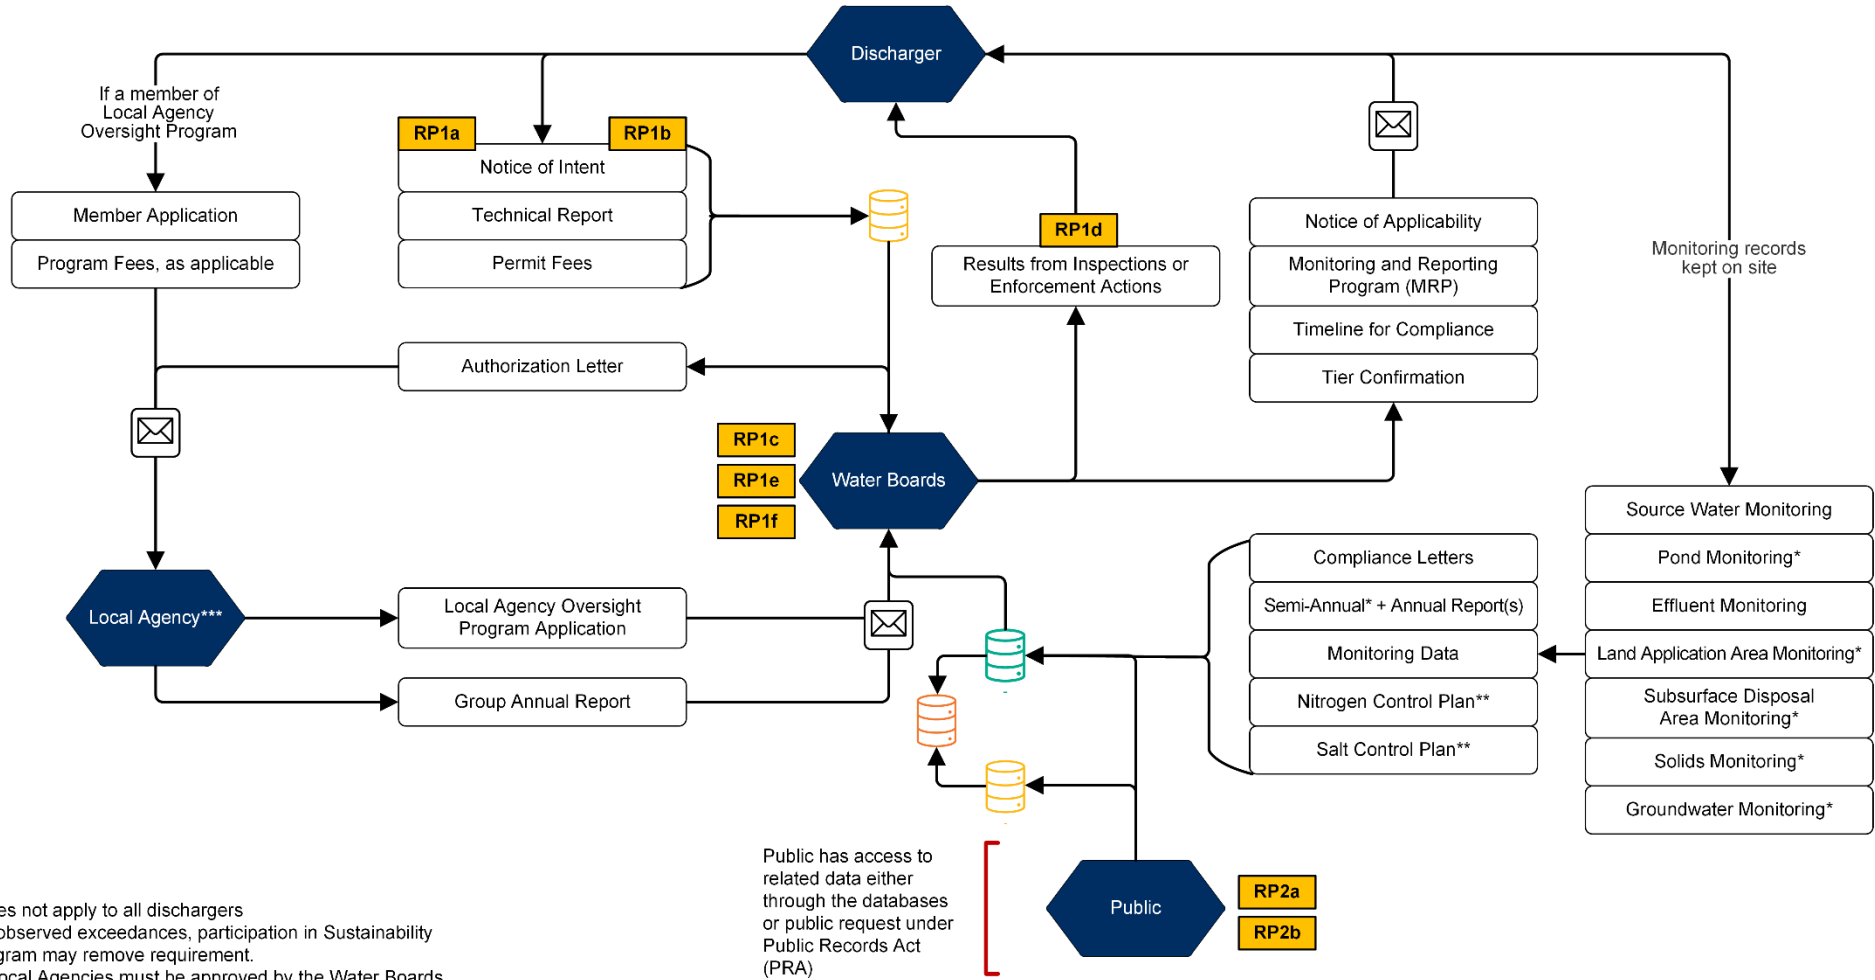 Discharger
If a member of
Local Agency
Oversight Program
RP1a
RP1b
Notice of Intent
Technical Report
Permit Fees
Member Application
Program Fees, as applicable
RP1d
Results from Inspections or
Enforcement Actions
Notice of Applicability
Monitoring and Reporting
Program (MRP)
Timeline for Compliance
Tier Confirmation
Monitoring records
kept on site
Authorization Letter
RP1c
RP1e
RP1f
Water Boards
Source Water Monitoring
Pond Monitoring*
Effluent Monitoring
Land Application Area Monitoring*
Subsurface Disposal
Area Monitoring*
Solids Monitoring*
Groundwater Monitoring*
Compliance Letters
Semi-Annual* + Annual Report(s)
Monitoring Data
Nitrogen Control Plan**
Salt Control Plan**
Local Agency***
Local Agency Oversight
Program Application
Group Annual Report
Public has access to
related data either
through the databases
or public request under
Public Records Act
(PRA)
Public
RP2a
RP2b
es not apply to all dischargers
observed exceedances, participation in Sustainability
gram may remove requirement.
ocal Agencies must be approved by the Water Boards